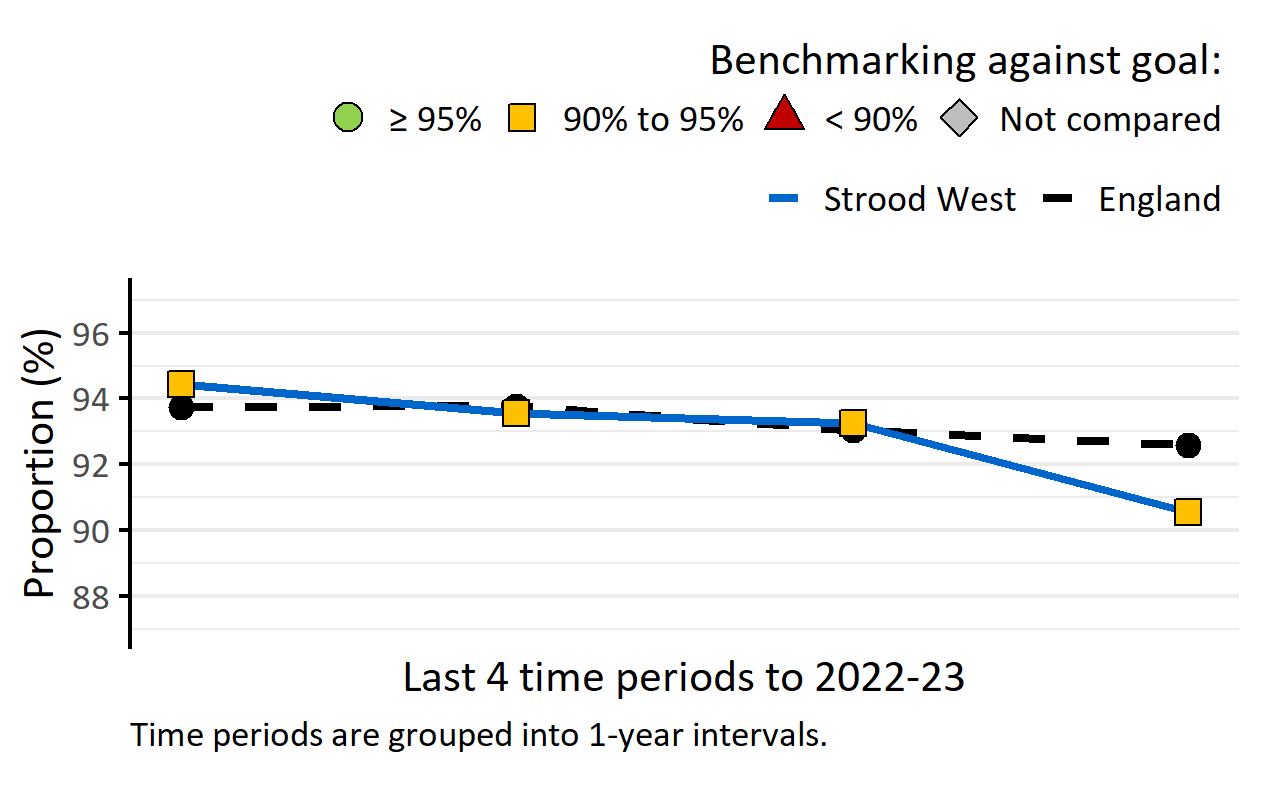 Benchmarking against goal:
≥ 95% 90% to 95% < 90% Not compared
Strood West England
Proportion (%)
96
94
92
90
88
Last 4 time periods to 2022-23
Time periods are grouped into 1-year intervals.